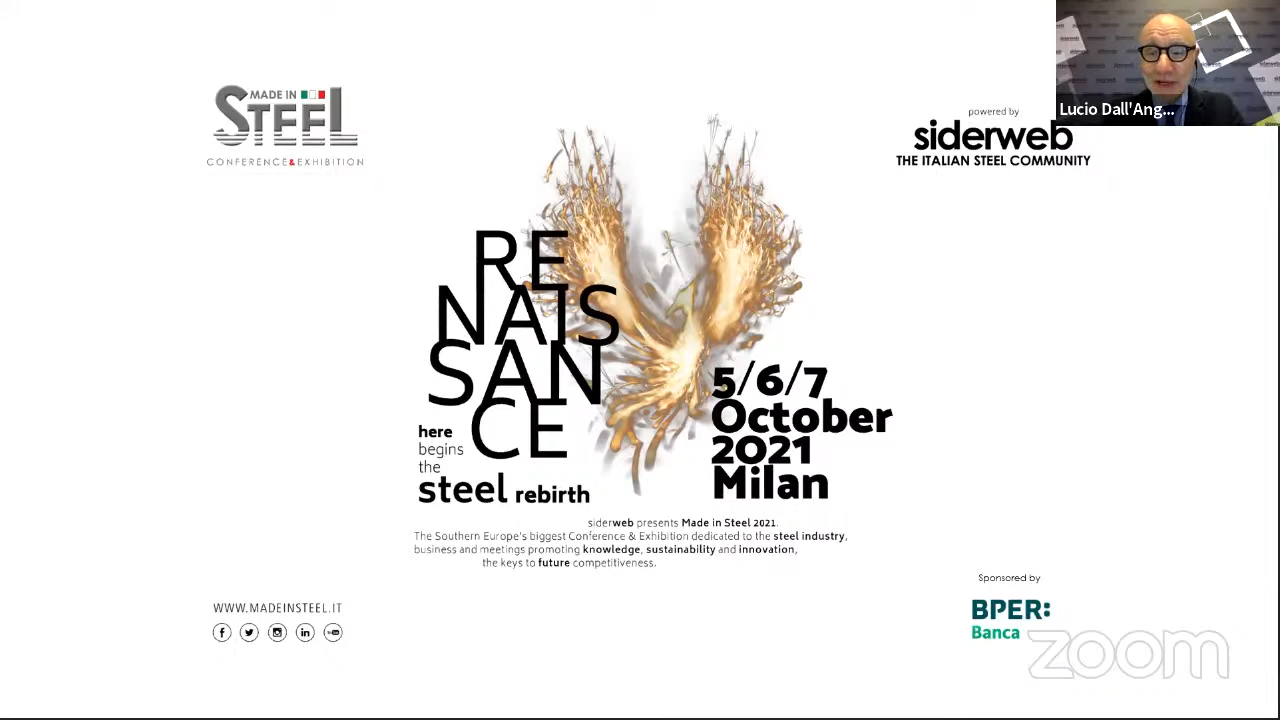 MADE IN
STEEL
CONFERENCE&EXHIBITION
powered by
siderweb
THE ITALIAN STEEL COMMUNITY
Lucio Dall'Ang...
RE
NAIS
SAN
CE
here
begins
the
steel rebirth
5/6/7
October
2021
Milan
siderweb presents Made in Steel 2021.
The Southern Europe's biggest Conference & Exhibition dedicated to the steel industry,
business and meetings promoting knowledge, sustainability and innovation,
the keys to future competitiveness.
WWW.MADEINSTEEL.IT
Sponsored by
BPER:
Banca
zoom